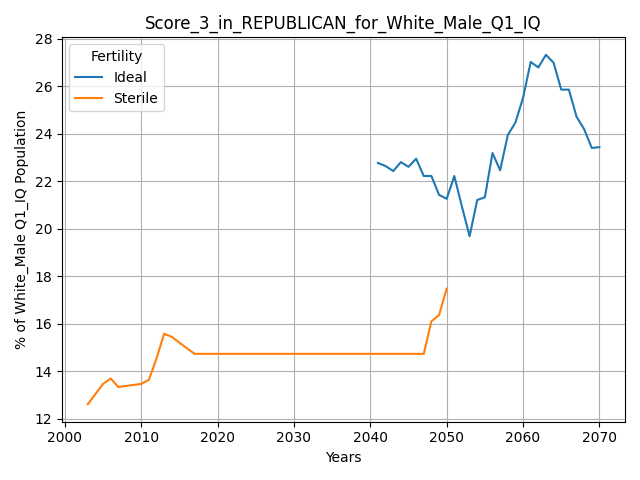 Score_3_in_REPUBLICAN_for_White_Male_Q1_IQ
28
26
24
22
20
18
16
14
12
% of White_Male Q1_IQ Population
Fertility
Ideal
Sterile
2000 2010 2020 2030 2040 2050 2060 2070
Years